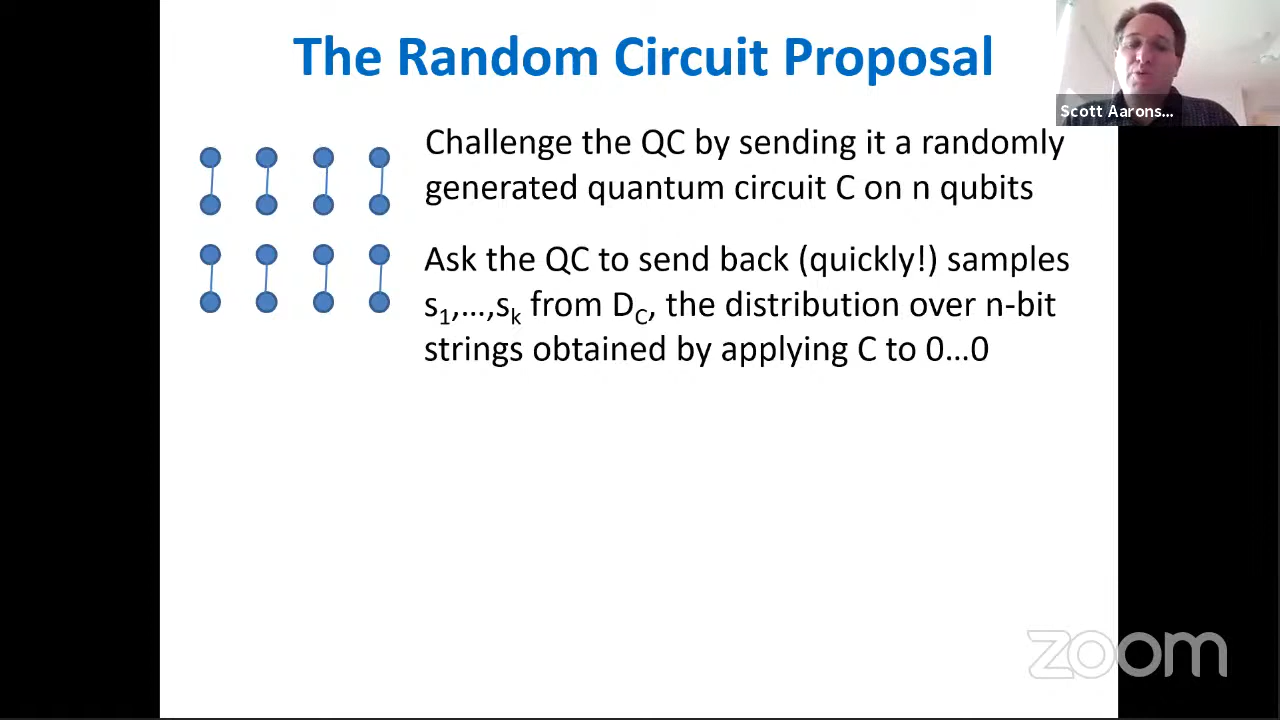 The Random Circuit Proposal
Scott Aarons...
Challenge the QC by sending it a randomly
generated quantum circuit C on n qubits
Ask the QC to send back (quickly!) samples
s1,...,sk from DC, the distribution over n-bit
strings obtained by applying C to 0...0
zoom